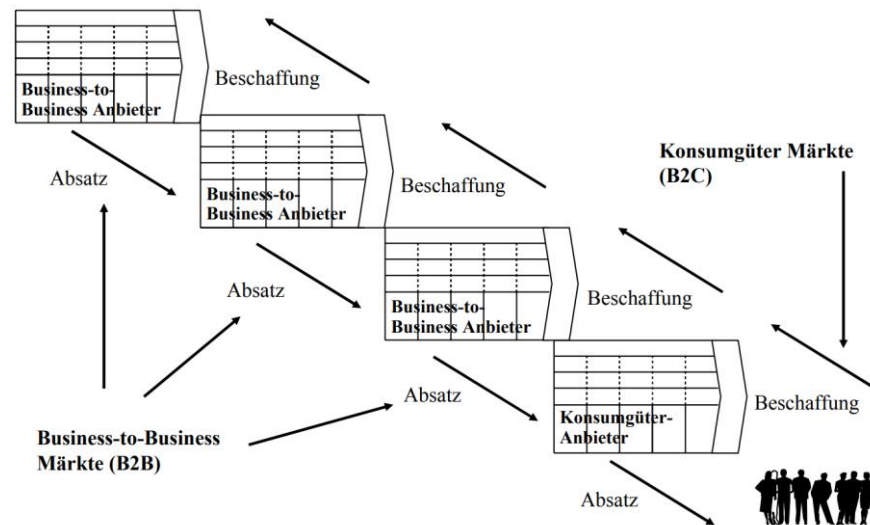 Business-to-
Business Anbieter
Beschaffung
Absatz
Business-to-
Business Anbieter
Beschaffung
Konsumgüter Märkte
(B2C)
Absatz
Business-to-
Business Anbieter
Beschaffung
Absatz
Konsumgüter-
Anbieter
Beschaffung
Business-to-Business
Märkte (B2B)
Absatz